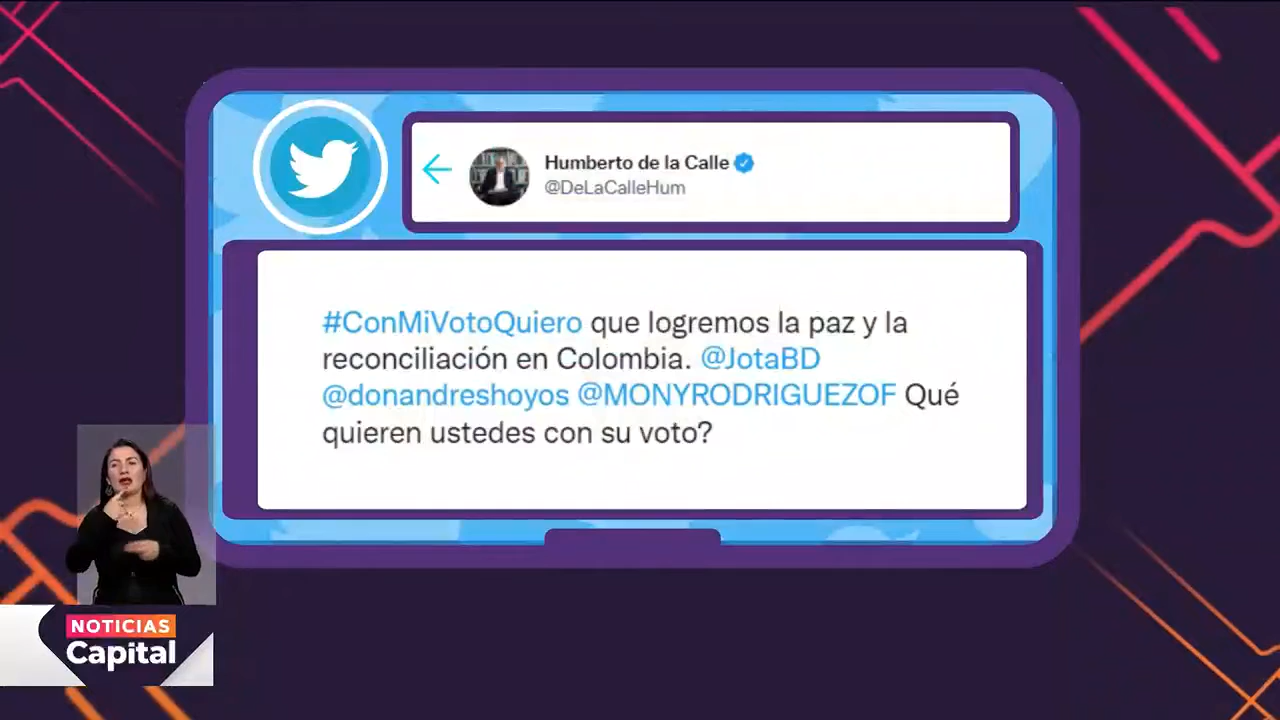 Humberto de la Calle
@DeLaCalleHum
#ConMiVotoQuiero que logremos la paz y la
reconciliación en Colombia. @JotaBD
@donandreshoyos @MONYRODRIGUEZOF Qué
quieren ustedes con su voto?
NOTICIAS
Capital